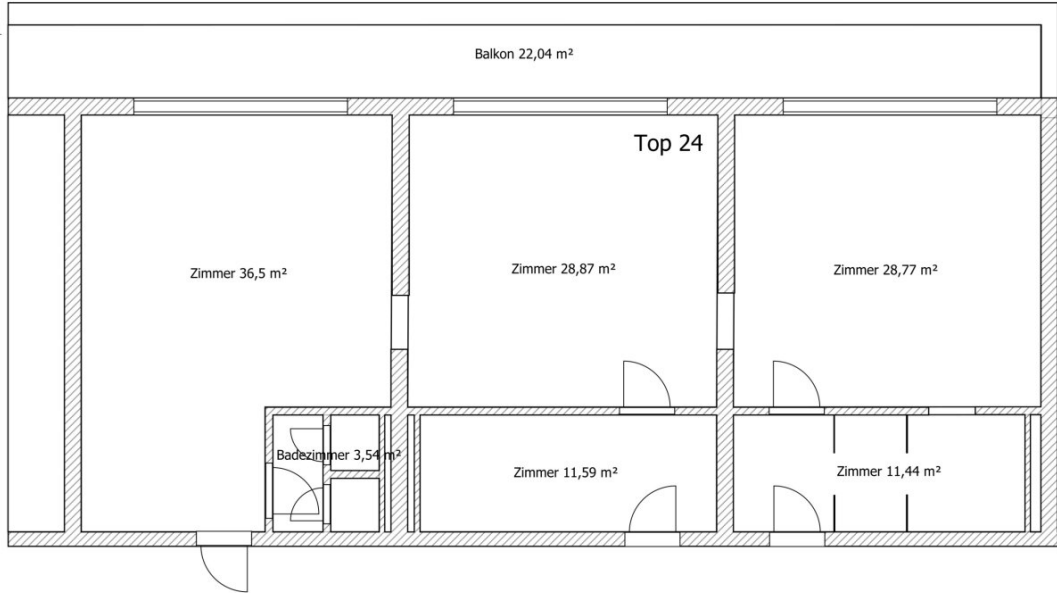 Balkon 22,04 m²
Top 24
Zimmer 36,5 m²
Zimmer 28,87 m²
Zimmer 28,77 m²
Badezimmer 3,54 m²
Zimmer 11,59 m²
Zimmer 11,44 m²